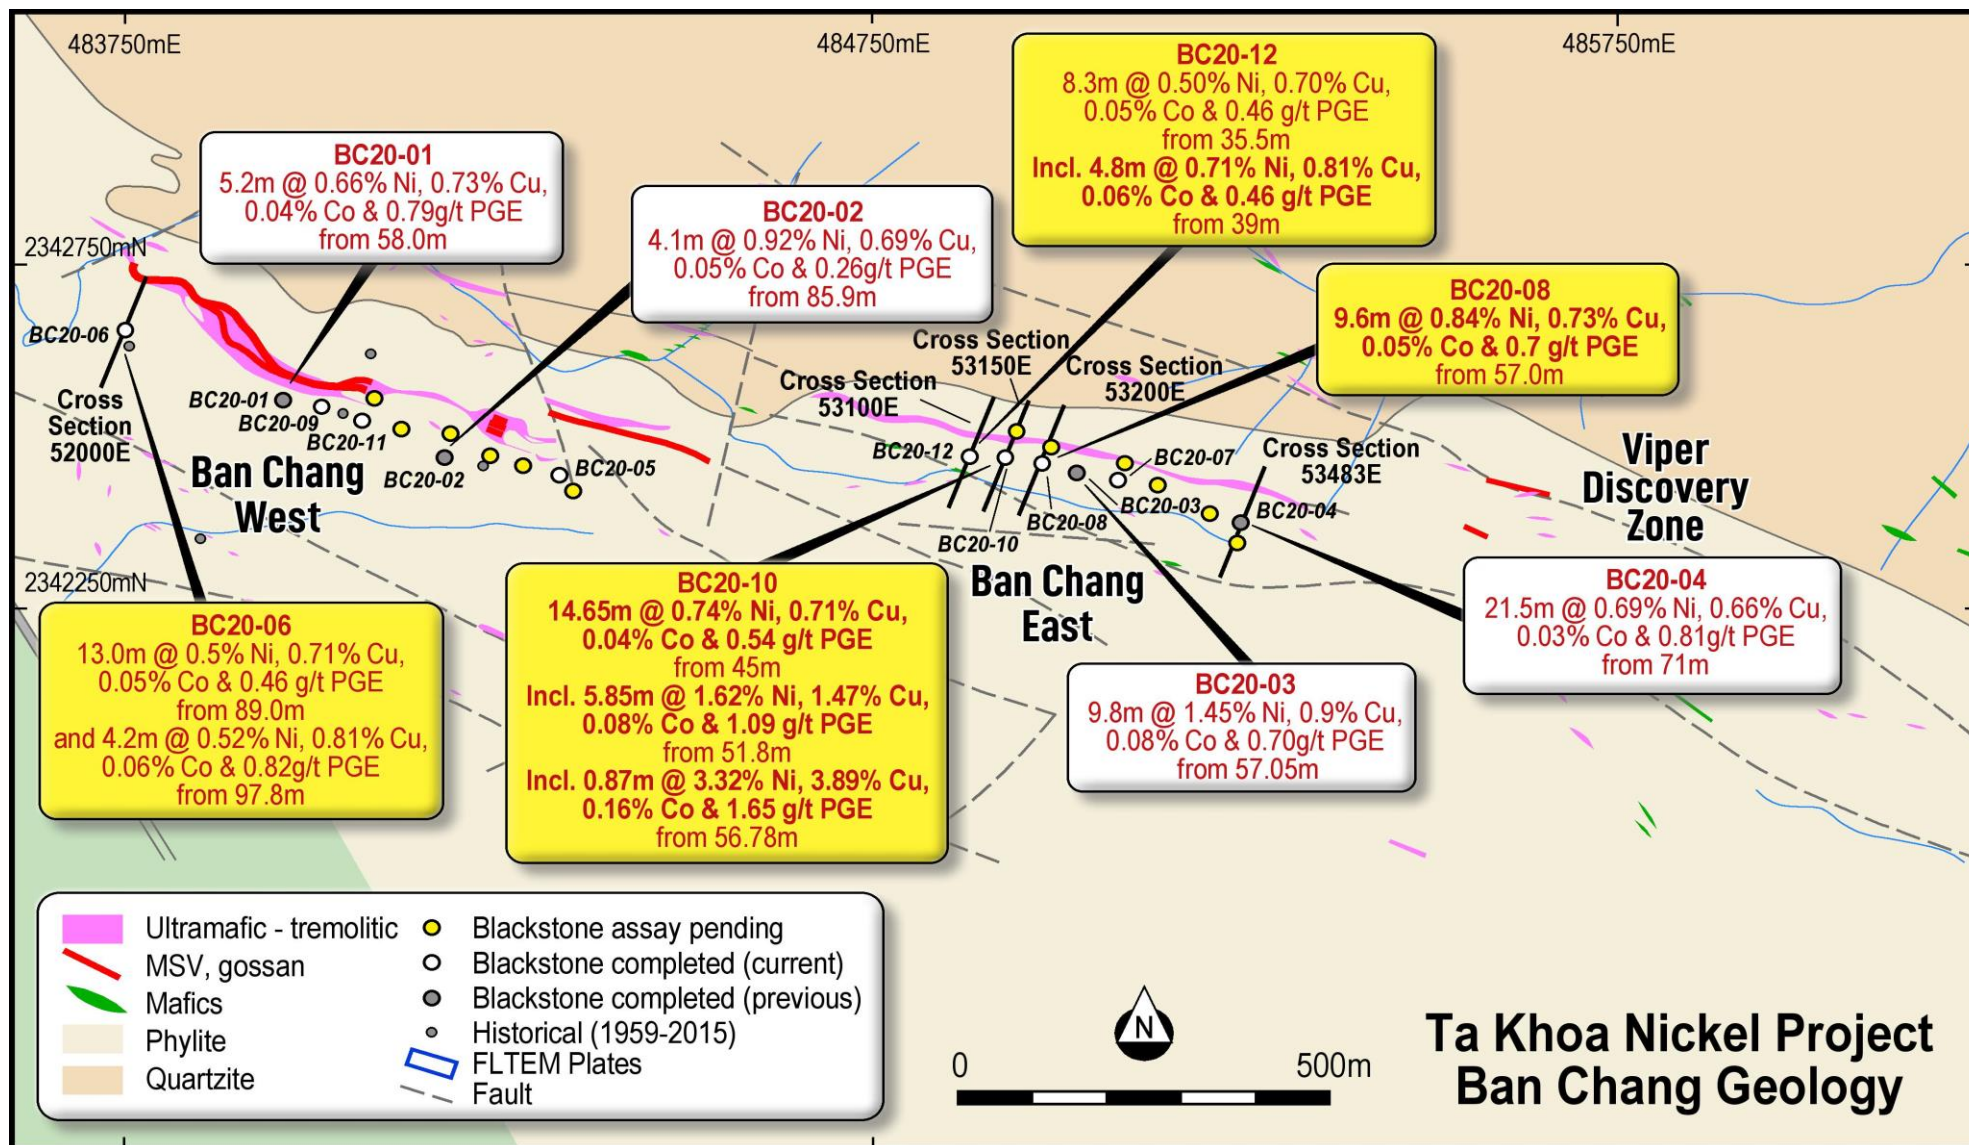 483750mE
484750mE
485750mE
BC20-12
8.3m @ 0.50% Ni, 0.70% Cu,
0.05% Co & 0.46 g/t PGE
from 35.5m
Incl. 4.8m @ 0.71% Ni, 0.81% Cu,
0.06% Co & 0.46 g/t PGE
from 39m
BC20-01
5.2m @ 0.66% Ni, 0.73% Cu,
0.04% Co & 0.79g/t PGE
from 58.0m
BC20-02
4.1m @ 0.92% Ni, 0.69% Cu,
0.05% Co & 0.26g/t PGE
from 85.9m
2342750mN
BC20-08
9.6m @ 0.84% Ni, 0.73% Cu,
0.05% Co & 0.7 g/t PGE
from 57.0m
BC20-06
Cross Section
53150E
Cross Section
53200E
Cross Section
53100E
Cross
Section
52000E
BC20-01
BC20-09
BC20-11
BC20-02
BC20-05
Ban Chang
West
BC20-12
BC20-07
Cross Section
53483E
BC20-03
BC20-04
BC20-08
BC20-10
Viper
Discovery
Zone
Ban Chang
East
2342250mN
BC20-06
13.0m @ 0.5% Ni, 0.71% Cu,
0.05% Co & 0.46 g/t PGE
from 89.0m
and 4.2m @ 0.52% Ni, 0.81% Cu,
0.06% Co & 0.82g/t PGE
from 97.8m
BC20-10
14.65m @ 0.74% Ni, 0.71% Cu,
0.04% Co & 0.54 g/t PGE
from 45m
Incl. 5.85m @ 1.62% Ni, 1.47% Cu,
0.08% Co & 1.09 g/t PGE
from 51.8m
Incl. 0.87m @ 3.32% Ni, 3.89% Cu,
0.16% Co & 1.65 g/t PGE
from 56.78m
BC20-04
21.5m @ 0.69% Ni, 0.66% Cu,
0.03% Co & 0.81g/t PGE
from 71m
BC20-03
9.8m @ 1.45% Ni, 0.9% Cu,
0.08% Co & 0.70g/t PGE
from 57.05m
Ultramafic - tremolitic
MSV, gossan
Mafics
Phylite
Quartzite
Blackstone assay pending
Blackstone completed (current)
Blackstone completed (previous)
Historical (1959-2015)
FLTEM Plates
Fault
N
0
500m
Ta Khoa Nickel Project
Ban Chang Geology